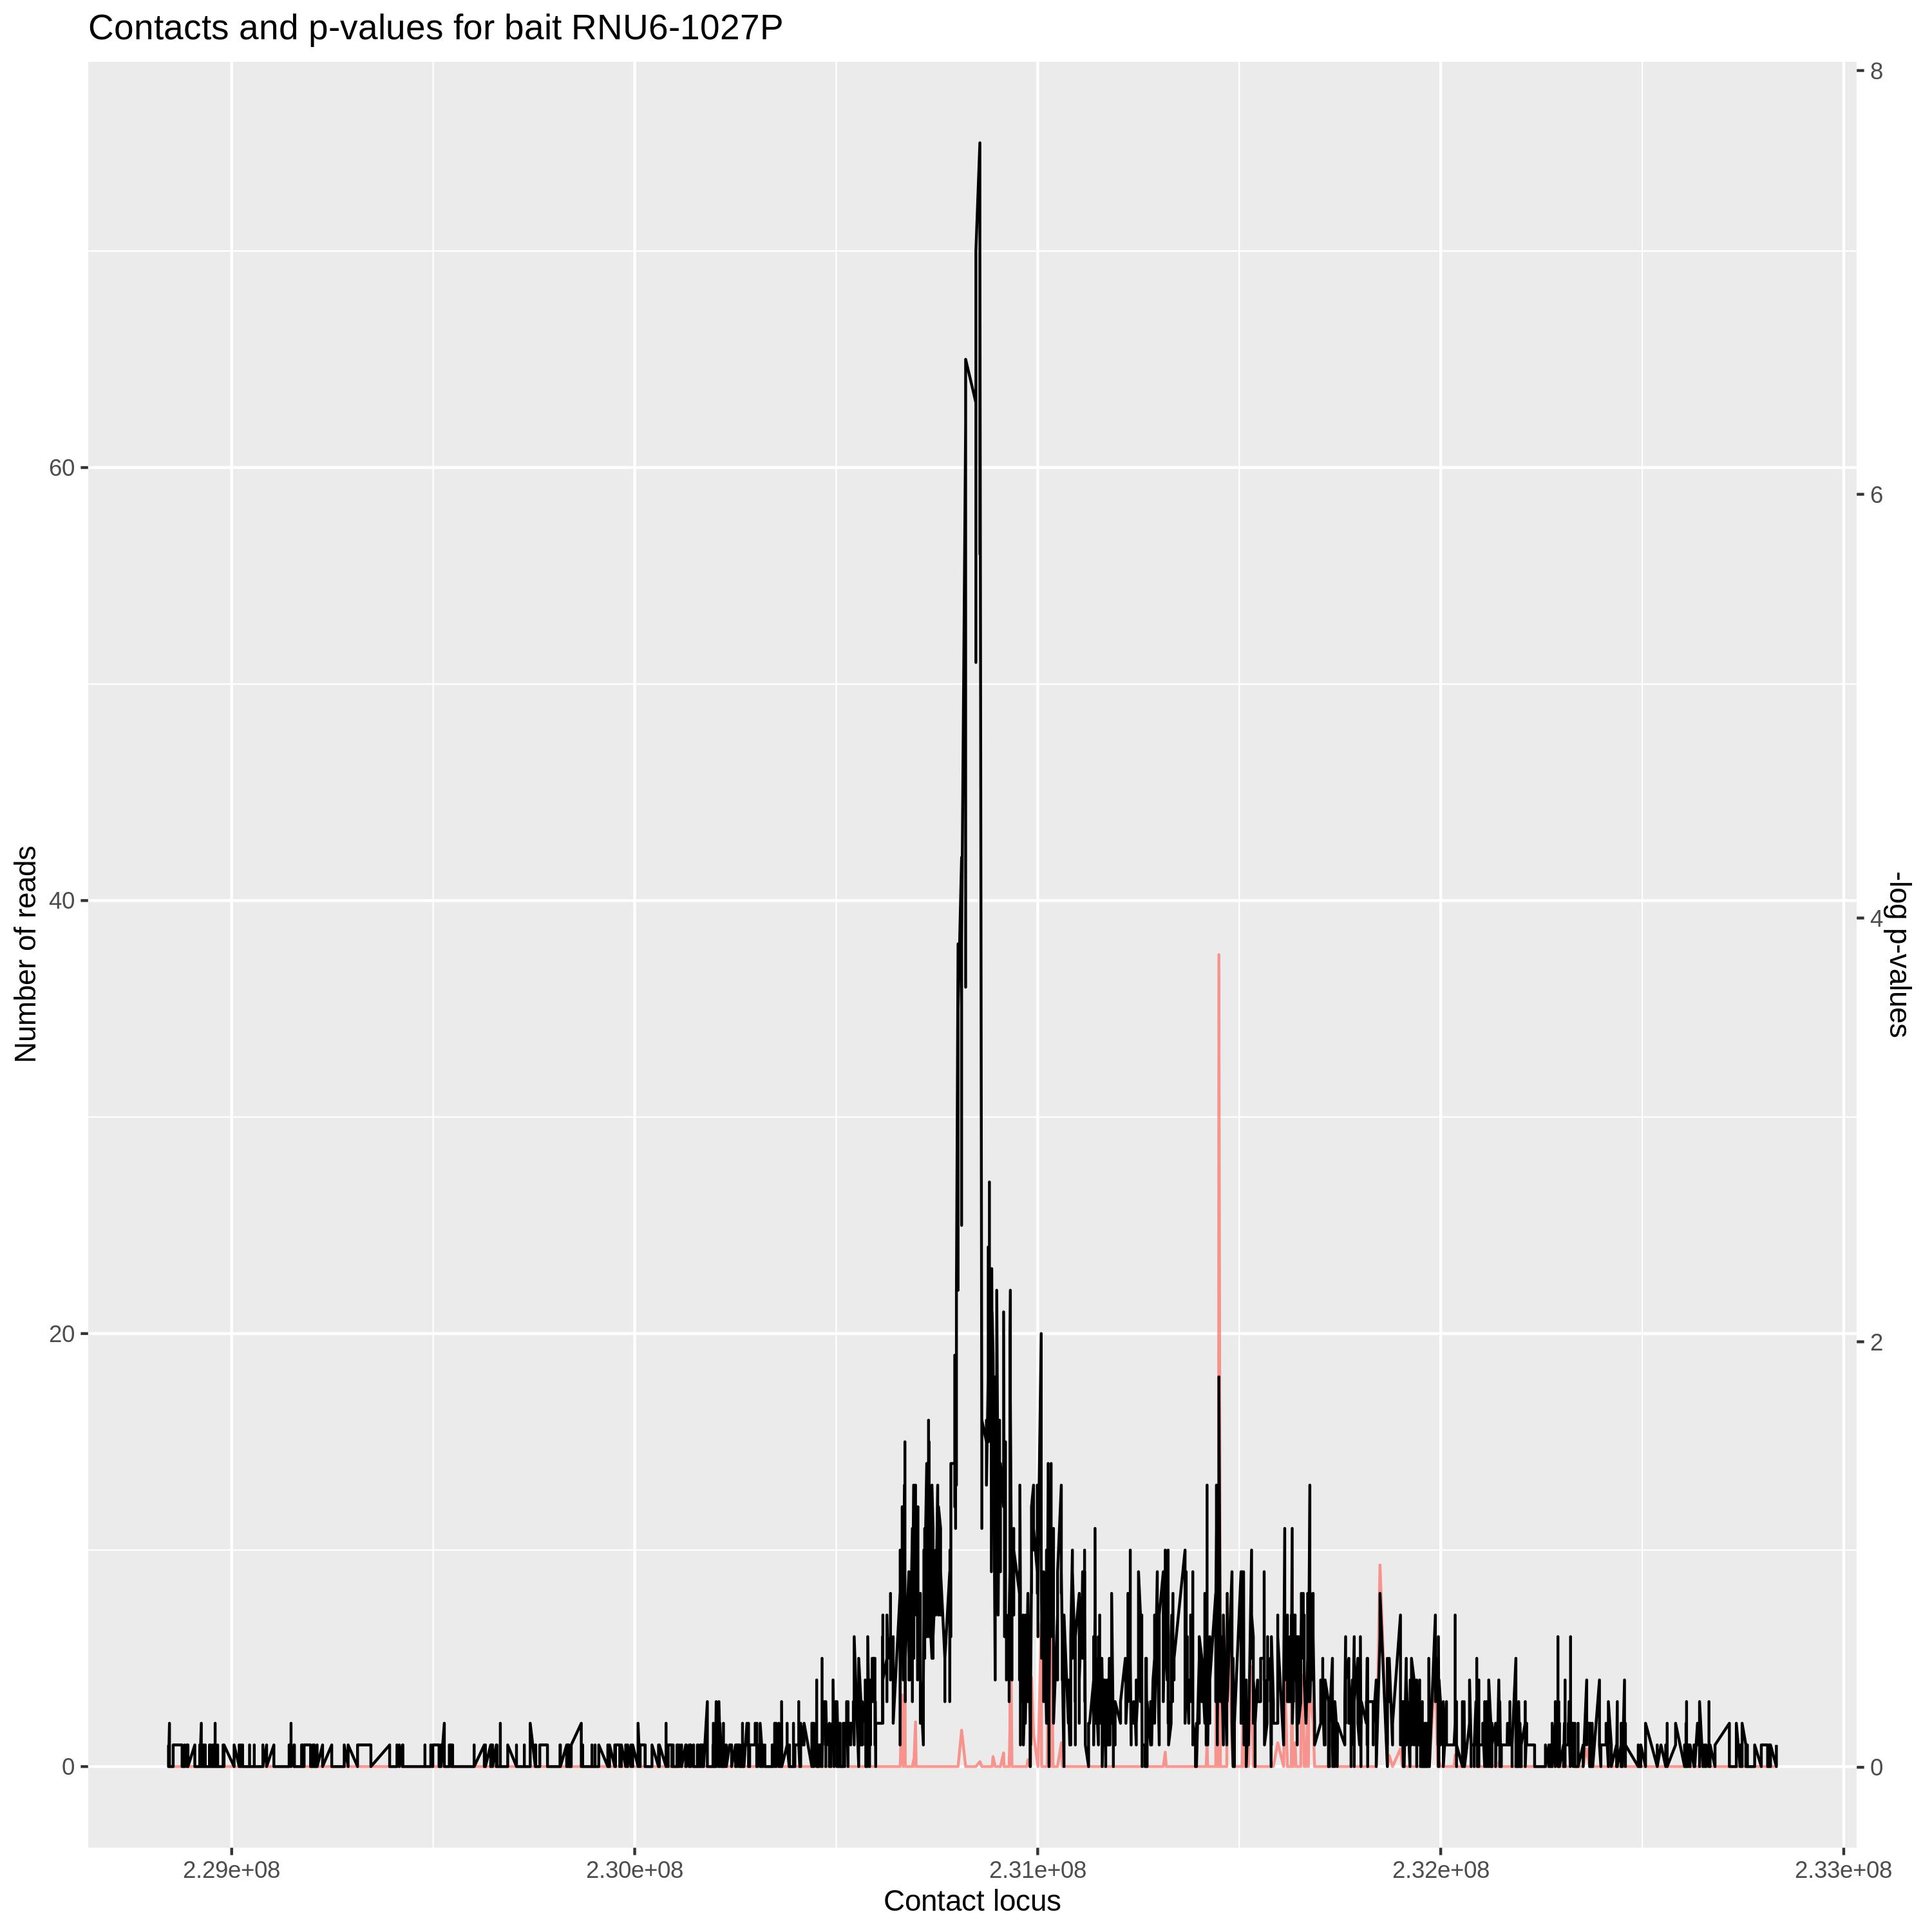 Contacts and p-values for bait RNU6-1027P
8
60
6
Number of reads
40
4
-log p-values
20
2
0
0
2.29e+08
2.30e+08
2.31e+08
2.32e+08
2.33e+08
Contact locus